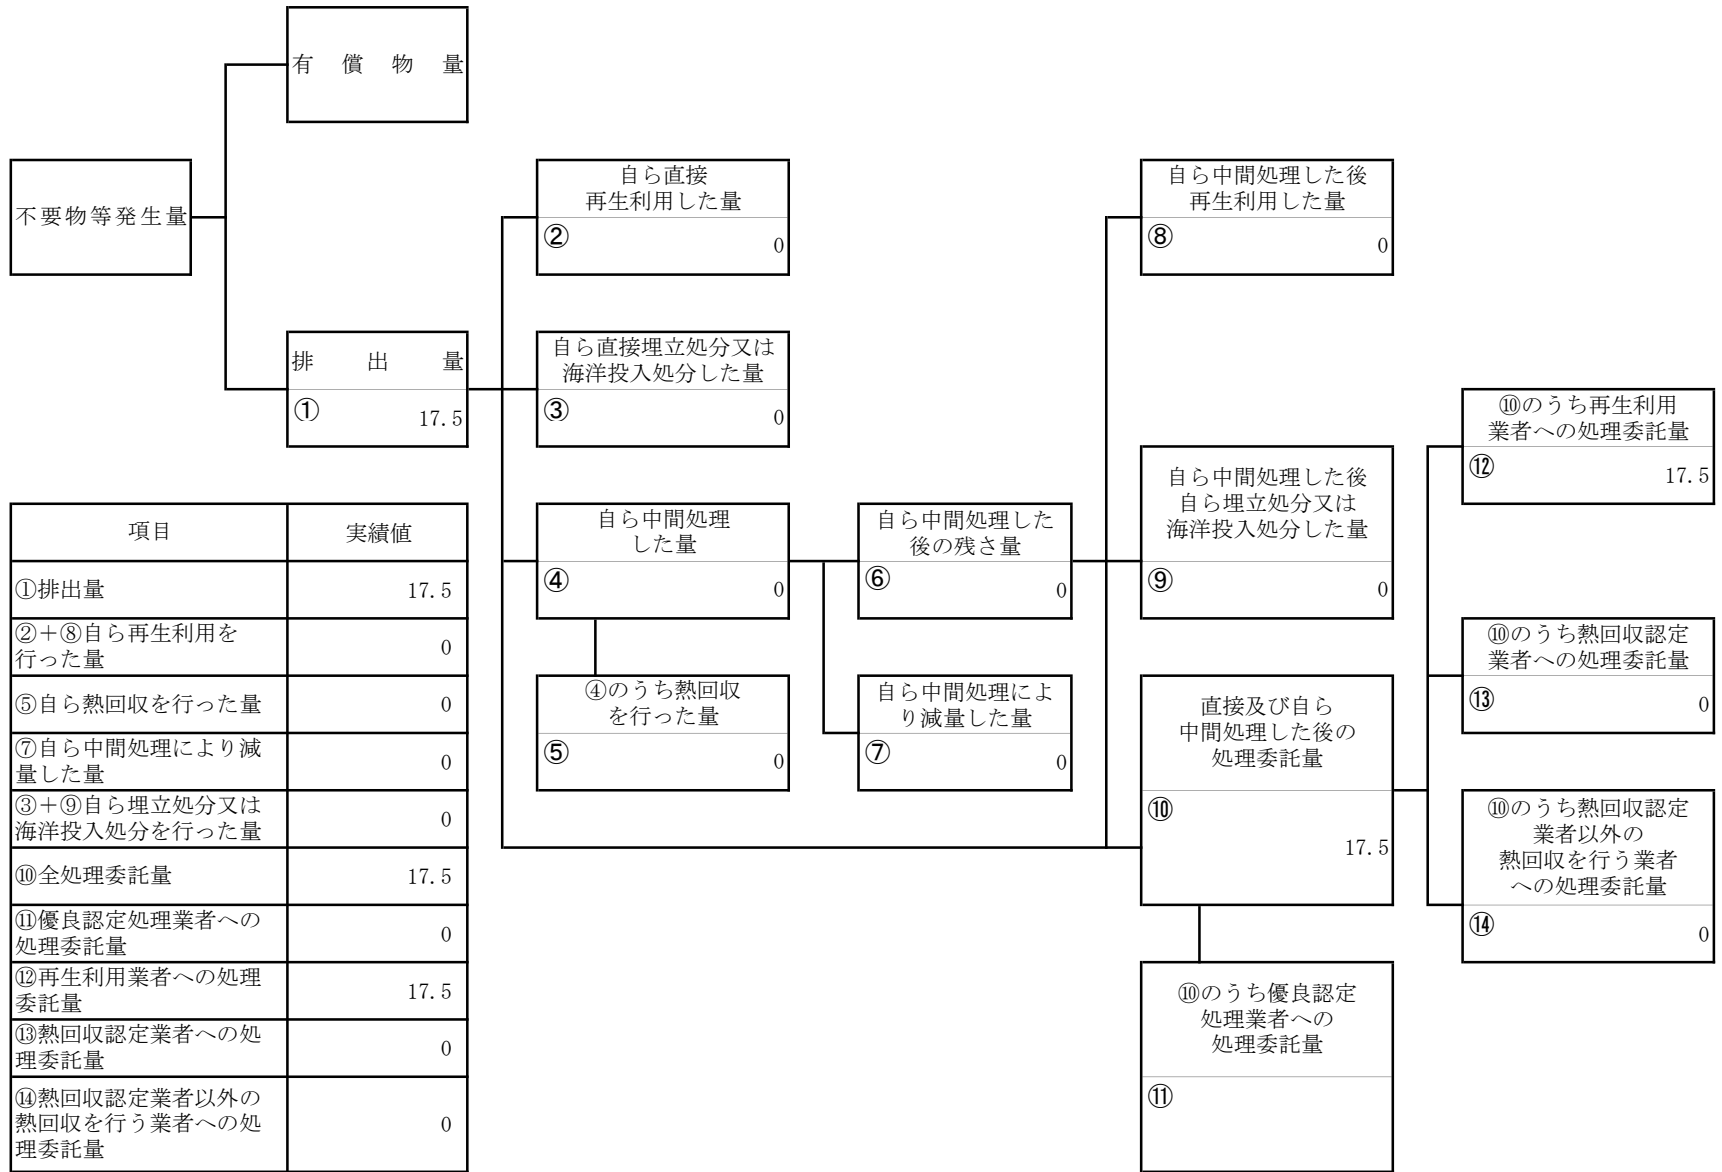 有償物量
不要物等発生量
排出量
①
17.5
自ら直接
再生利用した量
②
0
自ら直接埋立処分又は
海洋投入処分した量
③
0
自ら中間処理
した量
④
0
④のうち熱回収
を行った量
⑤
0
自ら中間処理した
後の残さ量
⑥
0
自ら中間処理によ
り減量した量
⑦
0
自ら中間処理した後
再生利用した量
⑧
0
自ら中間処理した後
自ら埋立処分又は
海洋投入処分した量
⑨
0
直接及び自ら
中間処理した後の
処理委託量
⑩
17.5
⑩のうち優良認定
処理業者への
処理委託量
⑪
⑩のうち再生利用
業者への処理委託量
⑫
17.5
⑩のうち熱回収認定
業者への処理委託量
⑬
0
⑩のうち熱回収認定
業者以外の
熱回収を行う業者
への処理委託量
⑭
0
項目 実績値
①排出量 17.5
②+⑧自ら再生利用を
行った量 0
⑤自ら熱回収を行った量 0
⑦自ら中間処理により減
量した量 0
③+⑨自ら埋立処分又は
海洋投入処分を行った量 0
⑩全処理委託量 17.5
⑪優良認定処理業者への
処理委託量 0
⑫再生利用業者への処理
委託量 17.5
⑬熱回収認定業者への処
理委託量 0
⑭熱回収認定業者以外の
熱回収を行う業者への処
理委託量 0